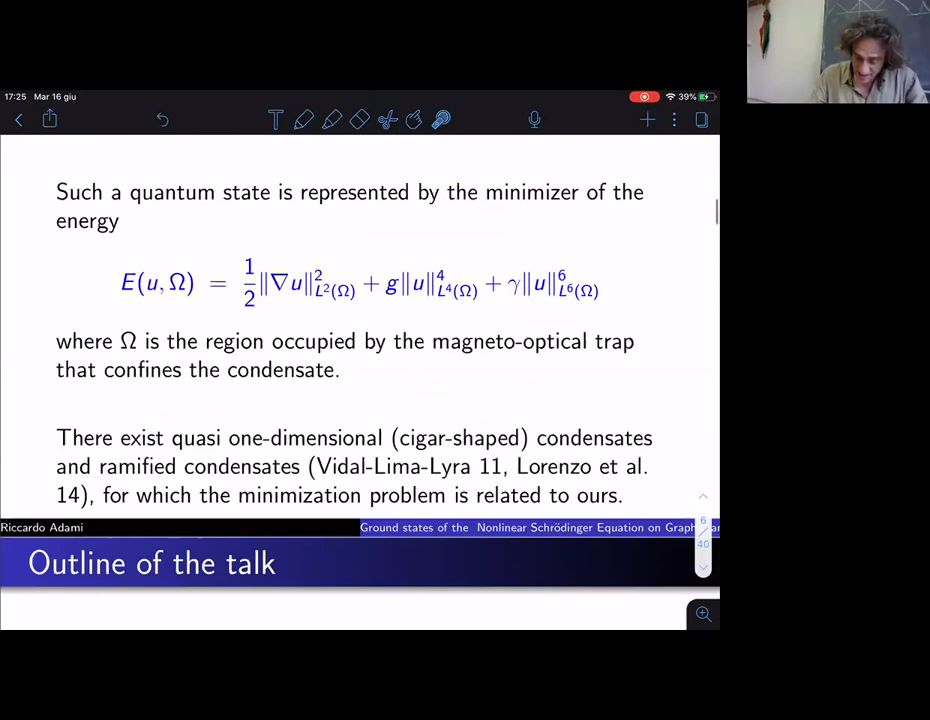 17:25 Mar 16 giu
39%
T
Such a quantum state is represented by the minimizer of the
energy
E(u, Ω) = 1/2 ‖∇u‖²_{L²(Ω)} + g‖u‖⁴_{L⁴(Ω)} + γ‖u‖⁶_{L⁶(Ω)}
where Ω is the region occupied by the magneto-optical trap
that confines the condensate.
There exist quasi one-dimensional (cigar-shaped) condensates
and ramified condensates (Vidal-Lima-Lyra 11, Lorenzo et al.
14), for which the minimization problem is related to ours.
6
40
Riccardo Adami
Ground states of the Nonlinear Schrödinger Equation on Graph
Outline of the talk